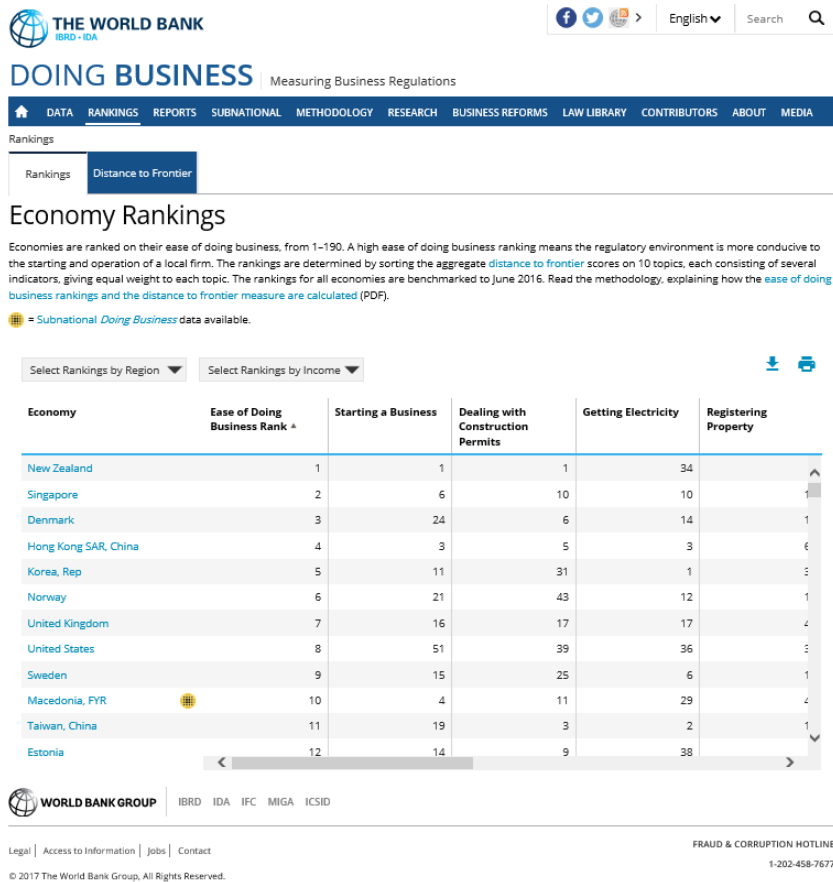 THE WORLD BANK
IBRD • IDA
English
Search
DOING BUSINESS Measuring Business Regulations
DATA RANKINGS REPORTS SUBNATIONAL METHODOLOGY RESEARCH BUSINESS REFORMS LAW LIBRARY CONTRIBUTORS ABOUT MEDIA
Rankings
Rankings Distance to Frontier
Economy Rankings
Economies are ranked on their ease of doing business, from 1–190. A high ease of doing business ranking means the regulatory environment is more conducive to
the starting and operation of a local firm. The rankings are determined by sorting the aggregate distance to frontier scores on 10 topics, each consisting of several
indicators, giving equal weight to each topic. The rankings for all economies are benchmarked to June 2016. Read the methodology, explaining how the ease of doing
business rankings and the distance to frontier measure are calculated (PDF).
= Subnational Doing Business data available.
Select Rankings by Region Select Rankings by Income
Economy Ease of Doing Starting a Business Dealing with Getting Electricity Registering
Business Rank Construction Property
Permits
New Zealand 1 1 1 34
Singapore 2 6 10 10
Denmark 3 24 6 14
Hong Kong SAR, China 4 3 5 3
Korea, Rep 5 11 31 1
Norway 6 21 43 12
United Kingdom 7 16 17 17
United States 8 51 39 36
Sweden 9 15 25 6
Macedonia, FYR 10 4 11 29
Taiwan, China 11 19 3 2
Estonia 12 14 9 38
WORLD BANK GROUP IBRD IDA IFC MIGA ICSID
Legal | Access to Information | Jobs | Contact
FRAUD & CORRUPTION HOTLINE
1-202-458-7677
© 2017 The World Bank Group, All Rights Reserved.